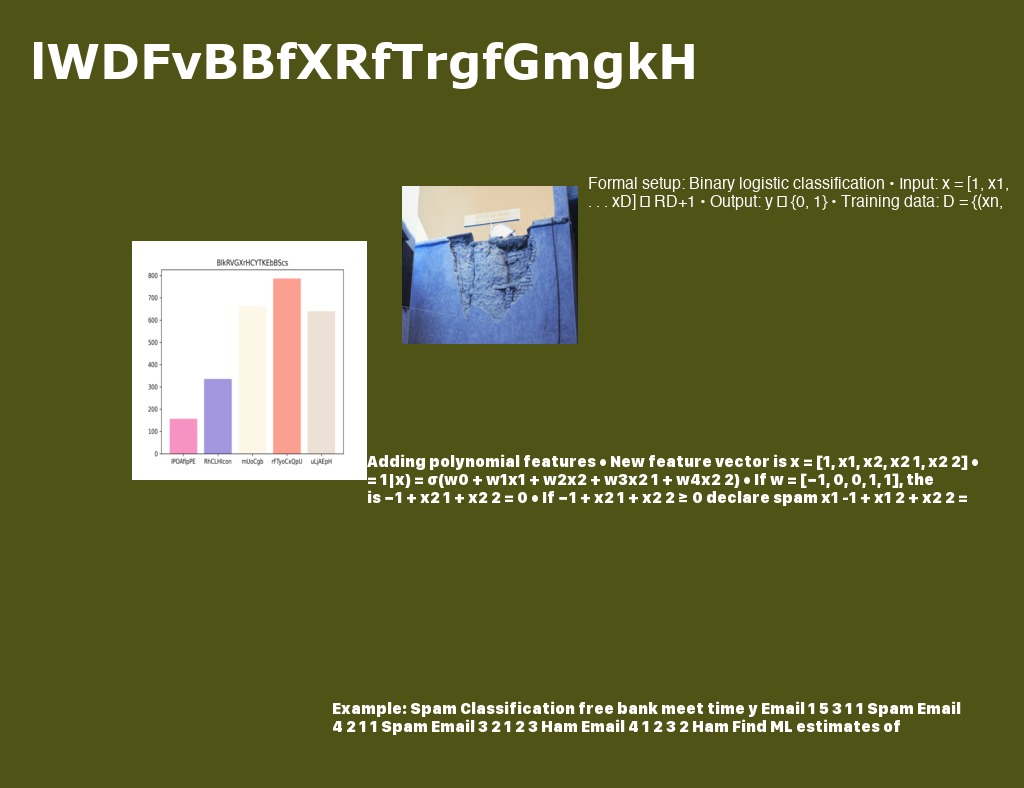 lWDFvBBfXRfTrgfGmgkH
Formal setup: Binary logistic classification • Input: x = [1, x1,
. . . xD] □ RD+1 • Output: y □ {0, 1} • Training data: D = {(xn,
BlkRVGXrHCYTKEbBScs
800
700
600
500
400
300
200
100
0
lPOAflpPE RhCLHlcon mUoCgb rFTyoCxQpU uLjAEpH
Adding polynomial features • New feature vector is x = [1, x1, x2, x2 1, x2 2] •
= 1|x) = σ(w0 + w1x1 + w2x2 + w3x2 1 + w4x2 2) • If w = [−1, 0, 0, 1, 1], the
is −1 + x2 1 + x2 2 = 0 • If −1 + x2 1 + x2 2 ≥ 0 declare spam x1 -1 + x1 2 + x2 2 =
Example: Spam Classification free bank meet time y Email 1 5 3 1 1 Spam Email
4 2 1 1 Spam Email 3 2 1 2 3 Ham Email 4 1 2 3 2 Ham Find ML estimates of